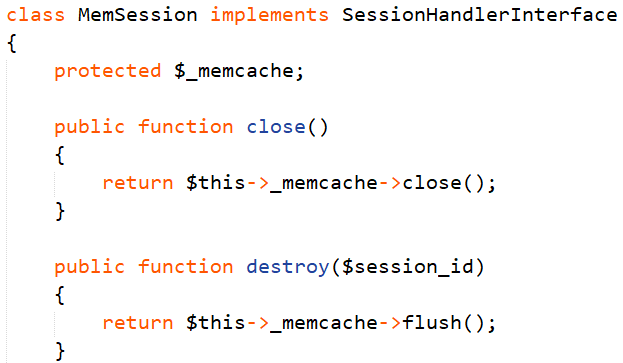 class MemSession implements SessionHandlerInterface
{
    protected $_memcache;
    public function close()
    {
        return $this->_memcache->close();
    }
    public function destroy($session_id)
    {
        return $this->_memcache->flush();
    }